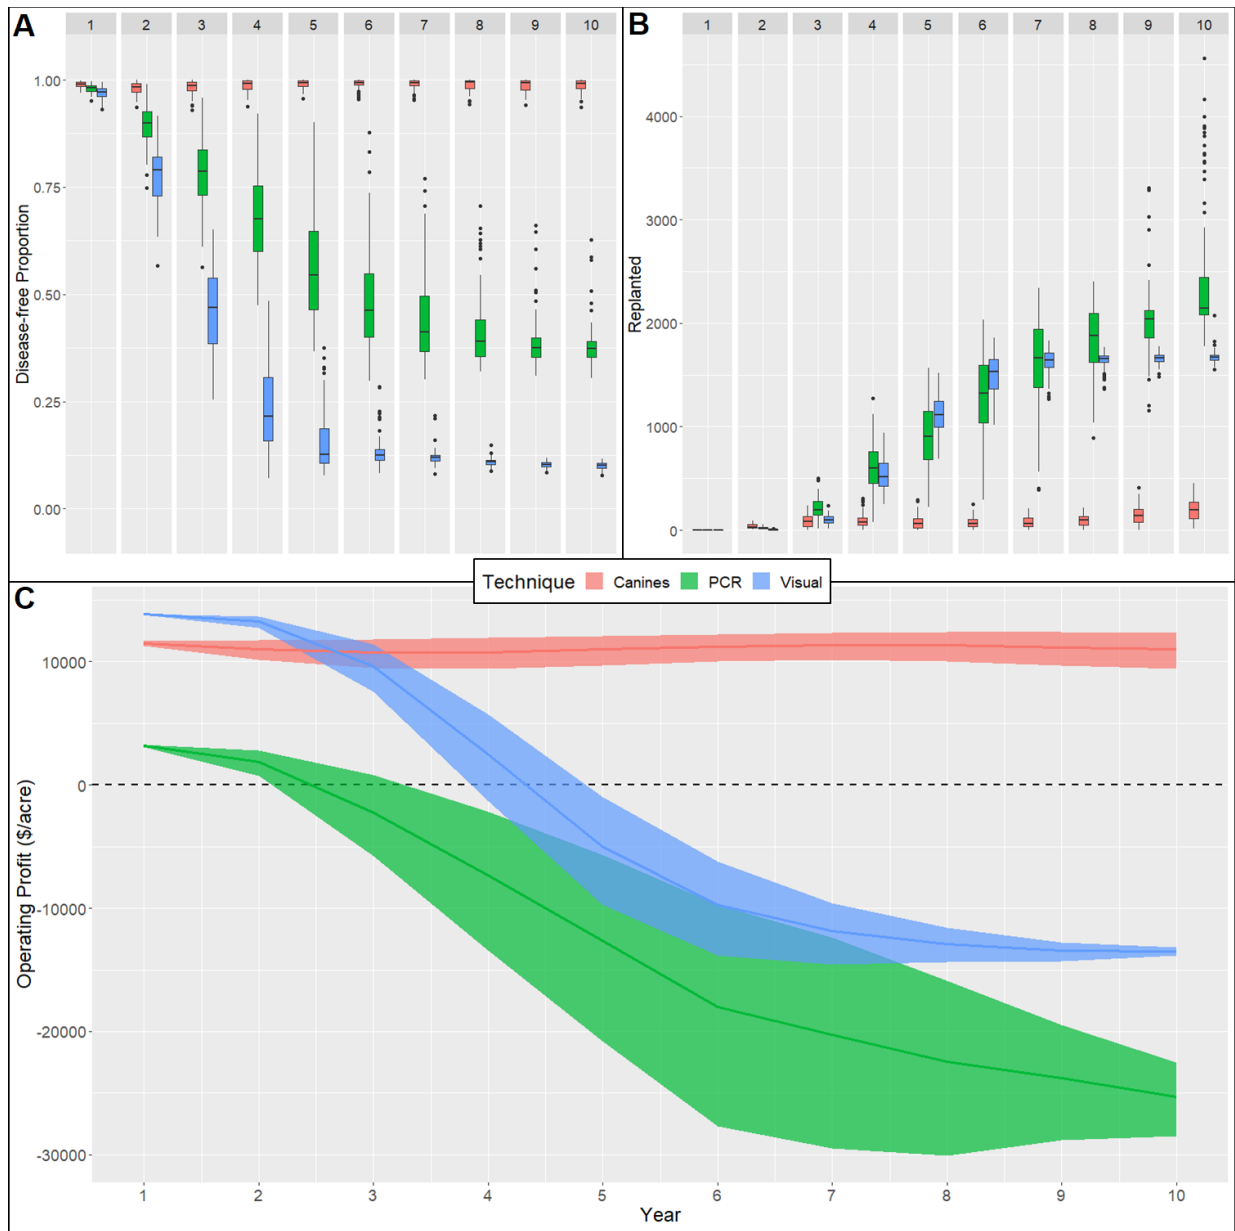 A
1 2 3 4 5 6 7 8 9 10
1.00
0.75
0.50
0.25
0.00
Disease-free Proportion
B
1 2 3 4 5 6 7 8 9 10
4000
3000
2000
1000
0
Replanted
Technique Canines PCR Visual
C
10000
0
-10000
-20000
-30000
Operating Profit ($/acre)
1 2 3 4 5 6 7 8 9 10
Year